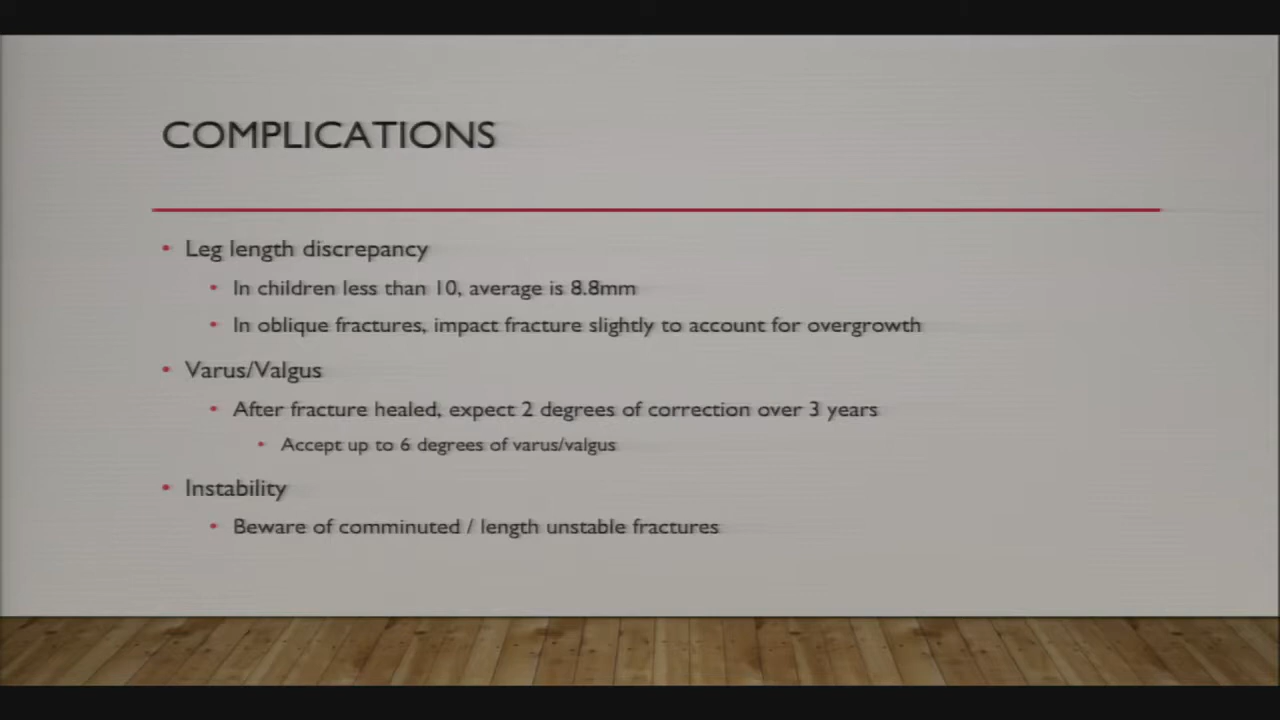 COMPLICATIONS
• Leg length discrepancy
• In children less than 10, average is 8.8mm
• In oblique fractures, impact fracture slightly to account for overgrowth
• Varus/Valgus
• After fracture healed, expect 2 degrees of correction over 3 years
• Accept up to 6 degrees of varus/valgus
• Instability
• Beware of comminuted / length unstable fractures